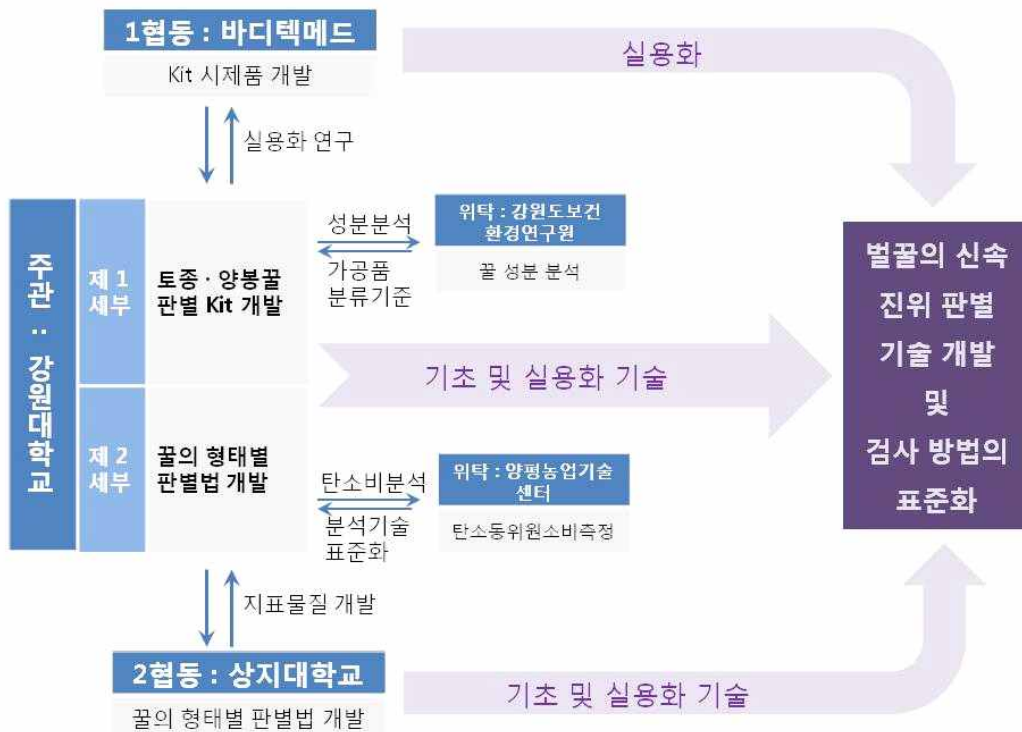 1협동 : 바디텍메드
Kit 시제품 개발
실용화
실용화 연구
주관 : 강원대학교
제 1
세부
토종 · 양봉꿀
판별 Kit 개발
성분분석
가공품
분류기준
위탁 : 강원도보건
환경연구원
꿀 성분 분석
기초 및 실용화 기술
벌꿀의 신속
진위 판별
기술 개발
및
검사 방법의
표준화
제 2
세부
꿀의 형태별
판별법 개발
탄소비분석
분석기술
표준화
위탁 : 양평농업기술
센터
탄소동위원소비측정
지표물질 개발
2협동 : 상지대학교
꿀의 형태별 판별법 개발
기초 및 실용화 기술